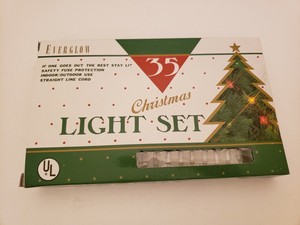 EVERGLOW
IF ONE GOES OUT THE REST STAY LIT
SAFETY FUSE PROTECTION
INDOOR/OUTDOOR USE
STRAIGHT LINE CORD
35
Christmas
LIGHT SET
UL